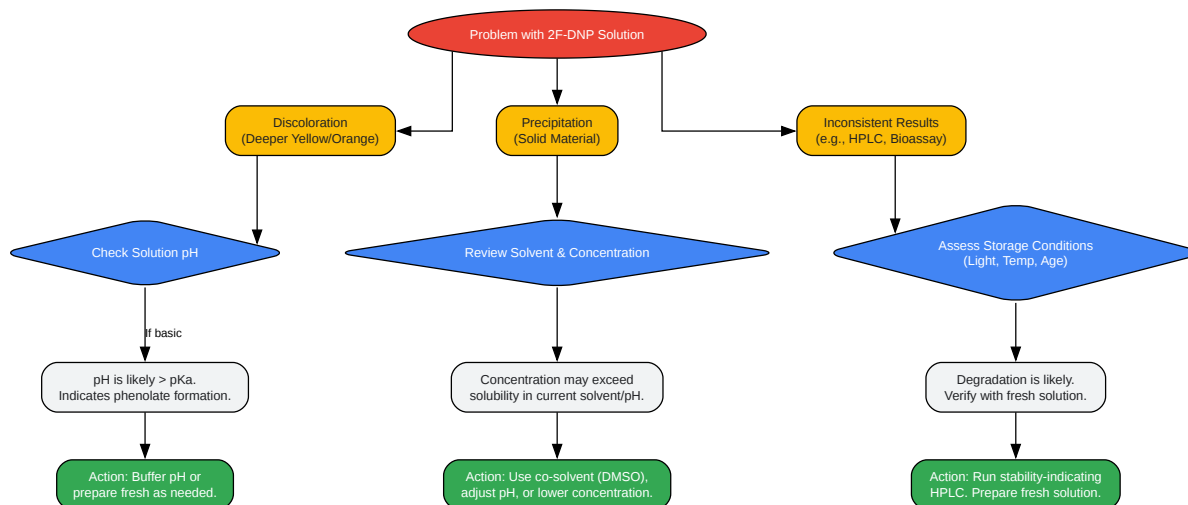 Problem with 2F-DNP Solution
Discoloration
(Deeper Yellow/Orange)
Precipitation
(Solid Material)
Inconsistent Results
(e.g., HPLC, Bioassay)
Check Solution pH
Review Solvent & Concentration
Assess Storage Conditions
(Light, Temp, Age)
If basic
pH is likely > pKa.
Indicates phenolate formation.
Concentration may exceed
solubility in current solvent/pH.
Degradation is likely.
Verify with fresh solution.
Action: Buffer pH or
prepare fresh as needed.
Action: Use co-solvent (DMSO),
adjust pH, or lower concentration.
Action: Run stability-indicating
HPLC. Prepare fresh solution.